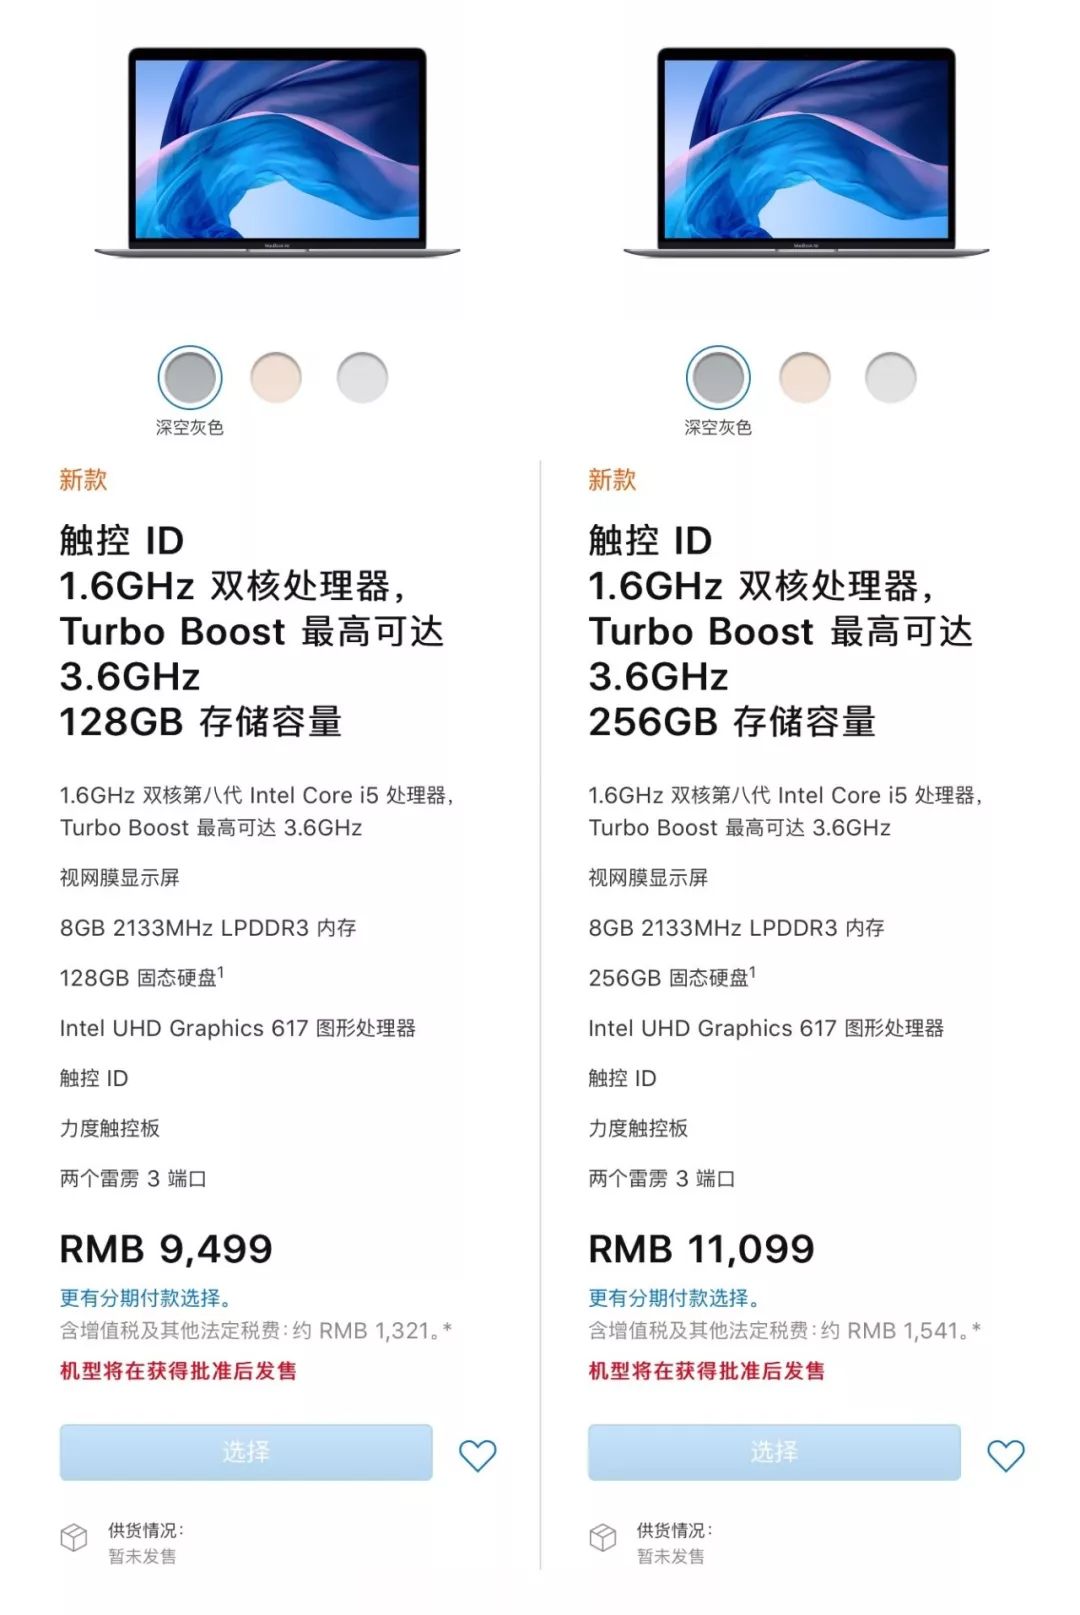 MacBook Air
深空灰色
新款
触控 ID
1.6GHz 双核处理器，
Turbo Boost 最高可达
3.6GHz
128GB 存储容量
1.6GHz 双核第八代 Intel Core i5 处理器，
Turbo Boost 最高可达 3.6GHz
视网膜显示屏
8GB 2133MHz LPDDR3 内存
128GB 固态硬盘¹
Intel UHD Graphics 617 图形处理器
触控 ID
力度触控板
两个雷雳 3 端口
RMB 9,499
更有分期付款选择。
含增值税及其他法定税费：约 RMB 1,321。*
机型将在获得批准后发售
选择
供货情况：
暂未发售
MacBook Air
深空灰色
新款
触控 ID
1.6GHz 双核处理器，
Turbo Boost 最高可达
3.6GHz
256GB 存储容量
1.6GHz 双核第八代 Intel Core i5 处理器，
Turbo Boost 最高可达 3.6GHz
视网膜显示屏
8GB 2133MHz LPDDR3 内存
256GB 固态硬盘¹
Intel UHD Graphics 617 图形处理器
触控 ID
力度触控板
两个雷雳 3 端口
RMB 11,099
更有分期付款选择。
含增值税及其他法定税费：约 RMB 1,541。*
机型将在获得批准后发售
选择
供货情况：
暂未发售